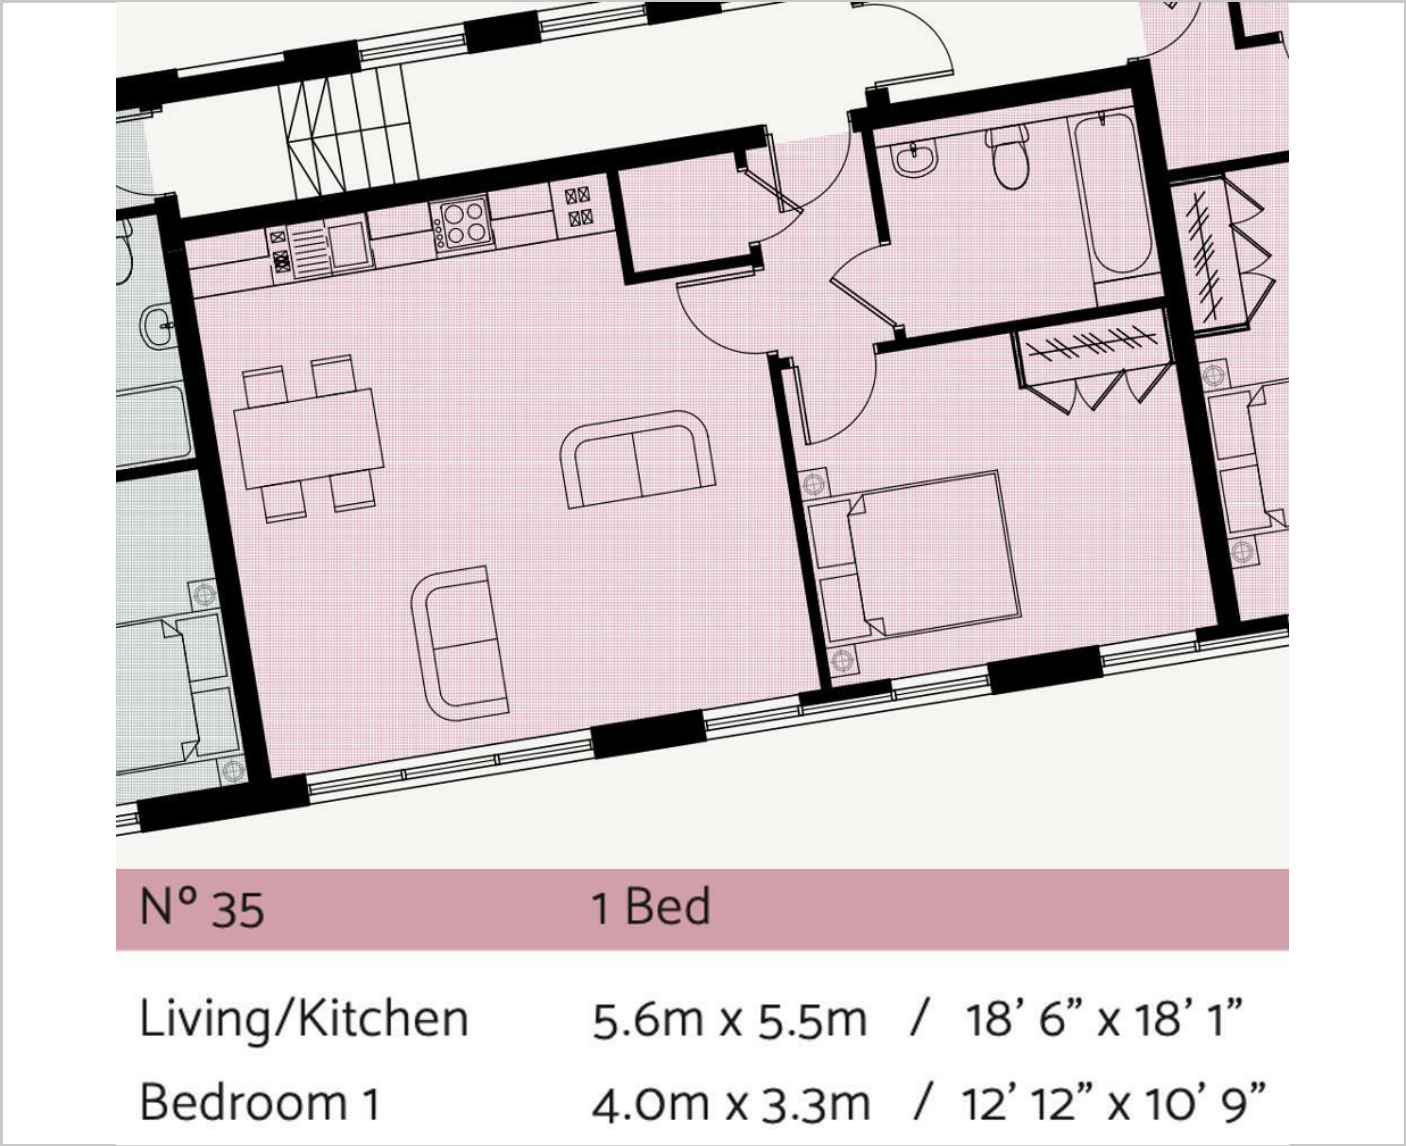 Nº 35 1 Bed
Living/Kitchen 5.6m x 5.5m / 18’ 6” x 18’ 1”
Bedroom 1 4.0m x 3.3m / 12’ 12” x 10’ 9”